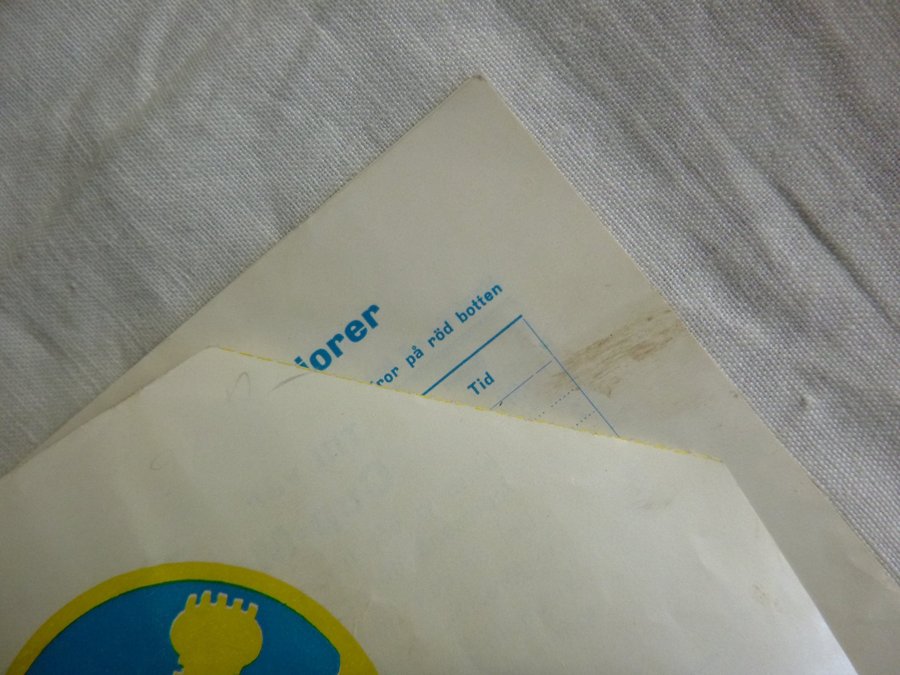 iorer
ror på röd botten
Tid